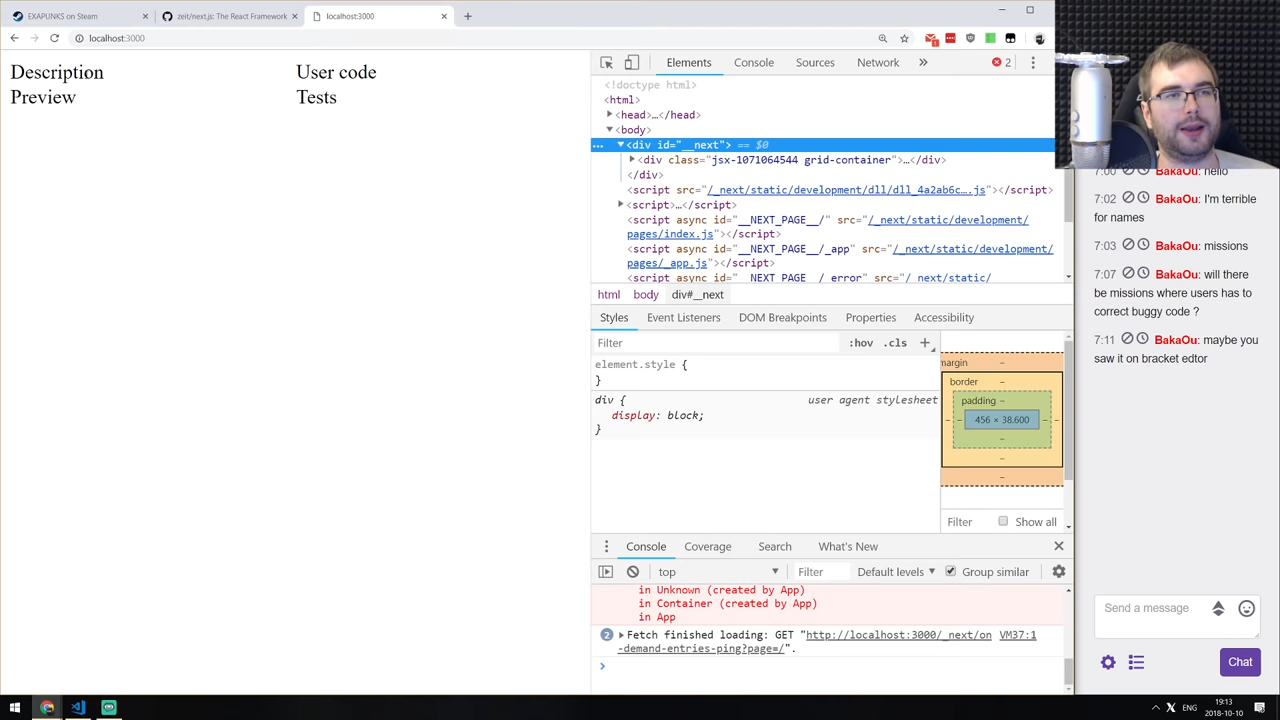 EXAPUNKS on Steam
zeit/next.js: The React Framework
localhost:3000
localhost:3000
Description
User code
Preview
Tests
Elements
Console
Sources
Network
2
<!doctype html>
<html>
<head>…</head>
<body>
<div id="__next"> == $0
<div class="jsx-1071064544 grid-container">…</div>
</div>
<script src="/_next/static/development/dll/dll_4a2ab6c….js"></script>
<script>…</script>
<script async id="__NEXT_PAGE__/" src="/_next/static/development/
pages/index.js"></script>
<script async id="__NEXT_PAGE__/_app" src="/_next/static/development/
pages/_app.js"></script>
<script async id="__NEXT_PAGE__/_error" src="/_next/static/
html
body
div#__next
Styles
Event Listeners
DOM Breakpoints
Properties
Accessibility
Filter
:hov
.cls
element.style {
}
div {
user agent stylesheet
display: block;
}
margin
border
padding
456 × 38.600
Filter
Show all
Console
Coverage
Search
What's New
top
Filter
Default levels
Group similar
in Unknown (created by App)
in Container (created by App)
in App
2
Fetch finished loading: GET "http://localhost:3000/_next/on
VM37:1
-demand-entries-ping?page=/".
7:00 BakaOu: hello
7:02 BakaOu: I'm terrible
for names
7:03 BakaOu: missions
7:07 BakaOu: will there
be missions where users has to
correct buggy code ?
7:11 BakaOu: maybe you
saw it on bracket edtor
Send a message
Chat
ENG
19:13
2018-10-10